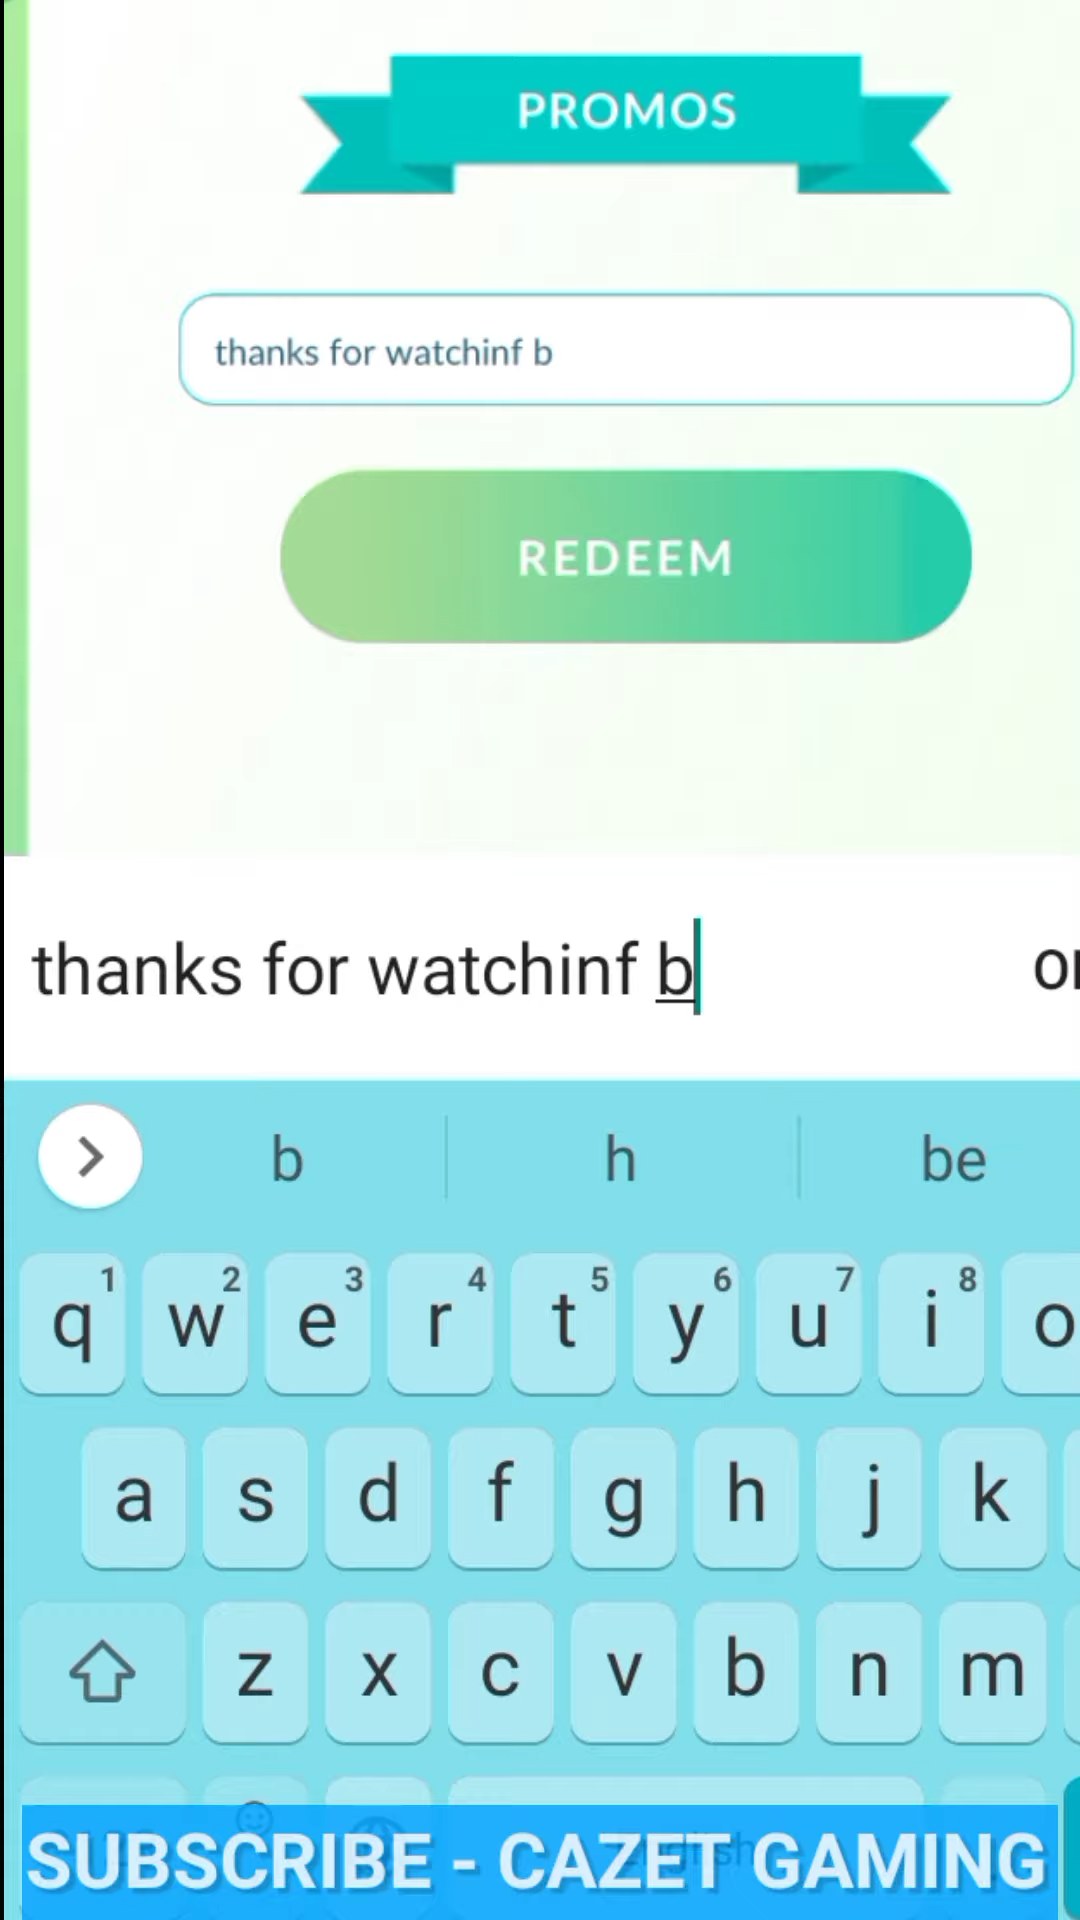 PROMOS
thanks for watchinf b
REDEEM
thanks for watchinf b
b h be
1 2 3 4 5 6 7 8
q w e r t y u i o
a s d f g h j k
z x c v b n m
SUBSCRIBE - CAZET GAMING